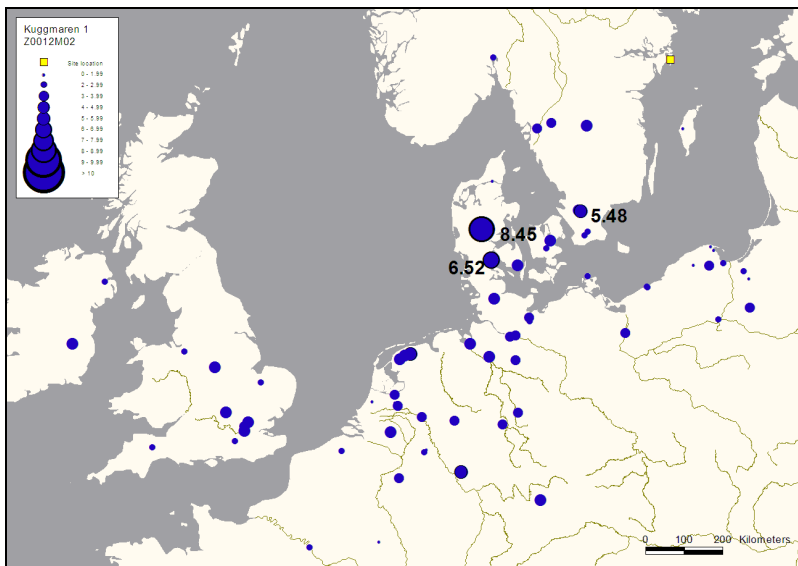 Kuggmaren 1
Z0012M02
Site location
0 - 1.99
2 - 2.99
3 - 3.99
4 - 4.99
5 - 5.99
6 - 6.99
7 - 7.99
8 - 8.99
9 - 9.99
> 10
5.48
8.45
6.52
0 100 200 Kilometers